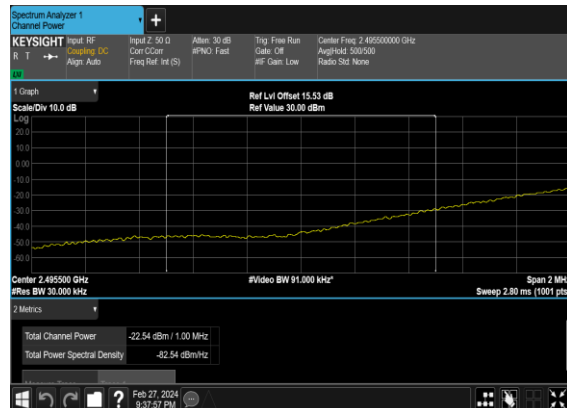 Spectrum Analyzer 1
Channel Power
+
KEYSIGHT Input: RF Input Z: 50 Ω Atten: 30 dB Trig: Free Run Center Freq: 2.495500000 GHz
R T Coupling: DC Corr CCorr #PNO: Fast Gate: Off Avg|Hold: 500/500
Align: Auto Freq Ref: Int (S) #IF Gain: Low Radio Std: None
1 Graph
Ref Lvl Offset 15.53 dB
Scale/Div 10.0 dB Ref Value 30.00 dBm
Log
20.0
10.0
0.00
-10.0
-20.0
-30.0
-40.0
-50.0
-60.0
Center 2.495500 GHz #Video BW 91.000 kHz* Span 2 MH
#Res BW 30.000 kHz Sweep 2.80 ms (1001 pts
2 Metrics
Total Channel Power -22.54 dBm / 1.00 MHz
Total Power Spectral Density -82.54 dBm/Hz
?
Feb 27, 2024
9:37:57 PM